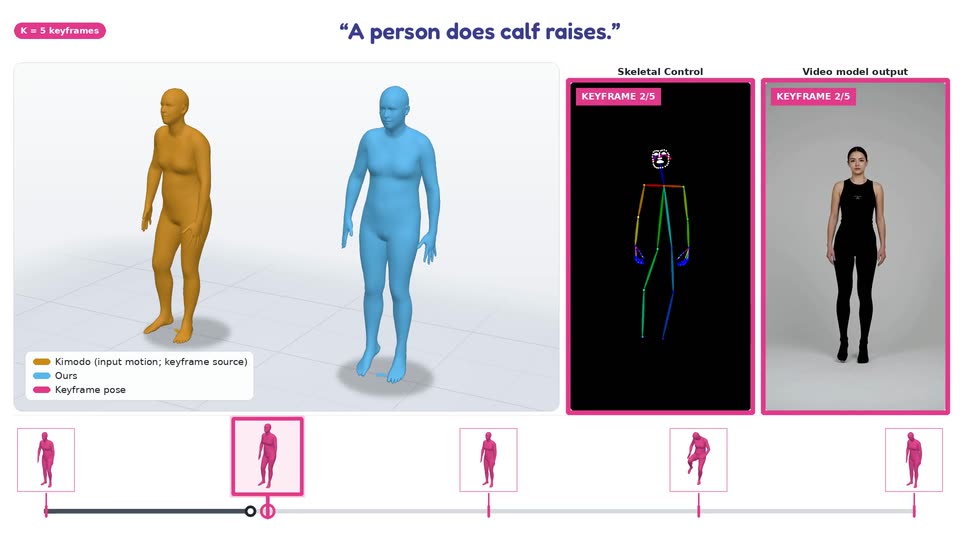 K = 5 keyframes
“A person does calf raises.”
Skeletal Control
Video model output
KEYFRAME 2/5
KEYFRAME 2/5
Kimodo (input motion; keyframe source)
Ours
Keyframe pose